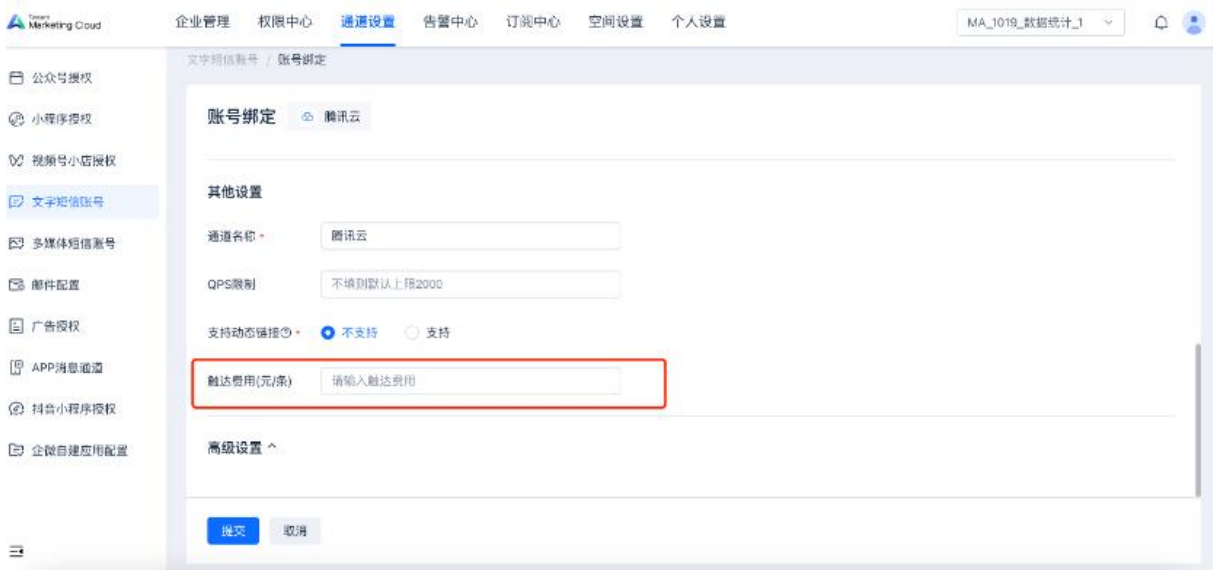 Tencent
Marketing Cloud
企业管理 权限中心 通道设置 告警中心 订阅中心 空间设置 个人设置
MA_1019_数据统计_1
文字短信账号 / 账号绑定
公众号授权
小程序授权
视频号小店授权
文字短信账号
多媒体短信账号
邮件配置
广告授权
APP消息通道
抖音小程序授权
企微自建应用配置
账号绑定 腾讯云
其他设置
通道名称 * 腾讯云
QPS限制 不填则默认上限2000
支持动态链接 * 不支持 支持
触达费用(元/条) 请输入触达费用
高级设置
提交 取消